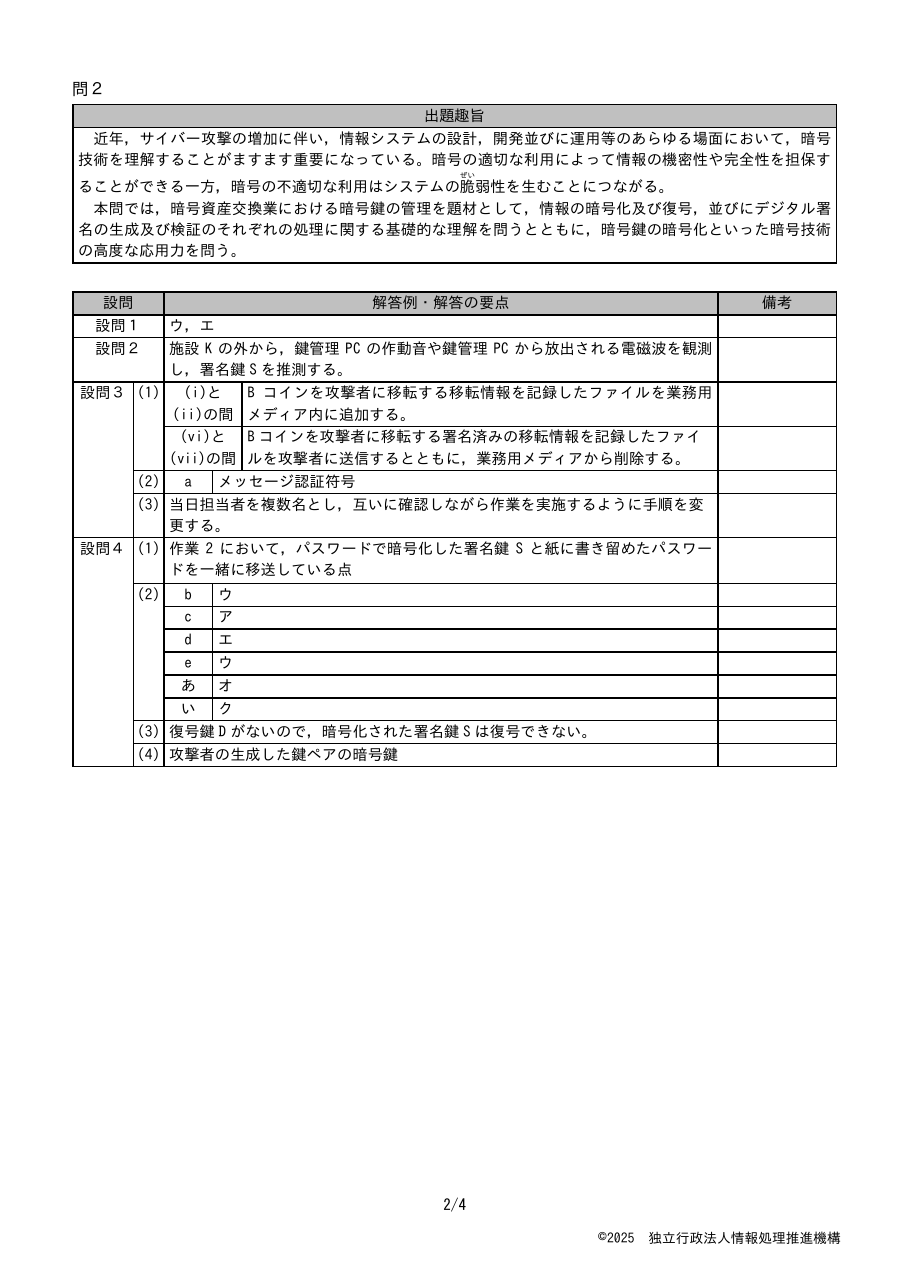 問２
出題趣旨
近年，サイバー攻撃の増加に伴い，情報システムの設計，開発並びに運用等のあらゆる場面において，暗号
技術を理解することがますます重要になっている。暗号の適切な利用によって情報の機密性や完全性を担保す
ぜい
ることができる一方，暗号の不適切な利用はシステムの脆弱性を生むことにつながる。
本問では，暗号資産交換業における暗号鍵の管理を題材として，情報の暗号化及び復号，並びにデジタル署
名の生成及び検証のそれぞれの処理に関する基礎的な理解を問うとともに，暗号鍵の暗号化といった暗号技術
の高度な応用力を問う。
設問 解答例・解答の要点 備考
設問１ ウ，エ
設問２ 施設 K の外から，鍵管理 PC の作動音や鍵管理 PC から放出される電磁波を観測
し，署名鍵 S を推測する。
設問３ (1) (i)と B コインを攻撃者に移転する移転情報を記録したファイルを業務用
(ii)の間 メディア内に追加する。
(vi)と B コインを攻撃者に移転する署名済みの移転情報を記録したファイ
(vii)の間 ルを攻撃者に送信するとともに，業務用メディアから削除する。
(2) a メッセージ認証符号
(3) 当日担当者を複数名とし，互いに確認しながら作業を実施するように手順を変
更する。
設問４ (1) 作業 2 において，パスワードで暗号化した署名鍵 S と紙に書き留めたパスワー
ドを一緒に移送している点
(2) b ウ
c ア
d エ
e ウ
あ オ
い ク
(3) 復号鍵 D がないので，暗号化された署名鍵 S は復号できない。
(4) 攻撃者の生成した鍵ペアの暗号鍵
2/4
©2025 独立行政法人情報処理推進機構